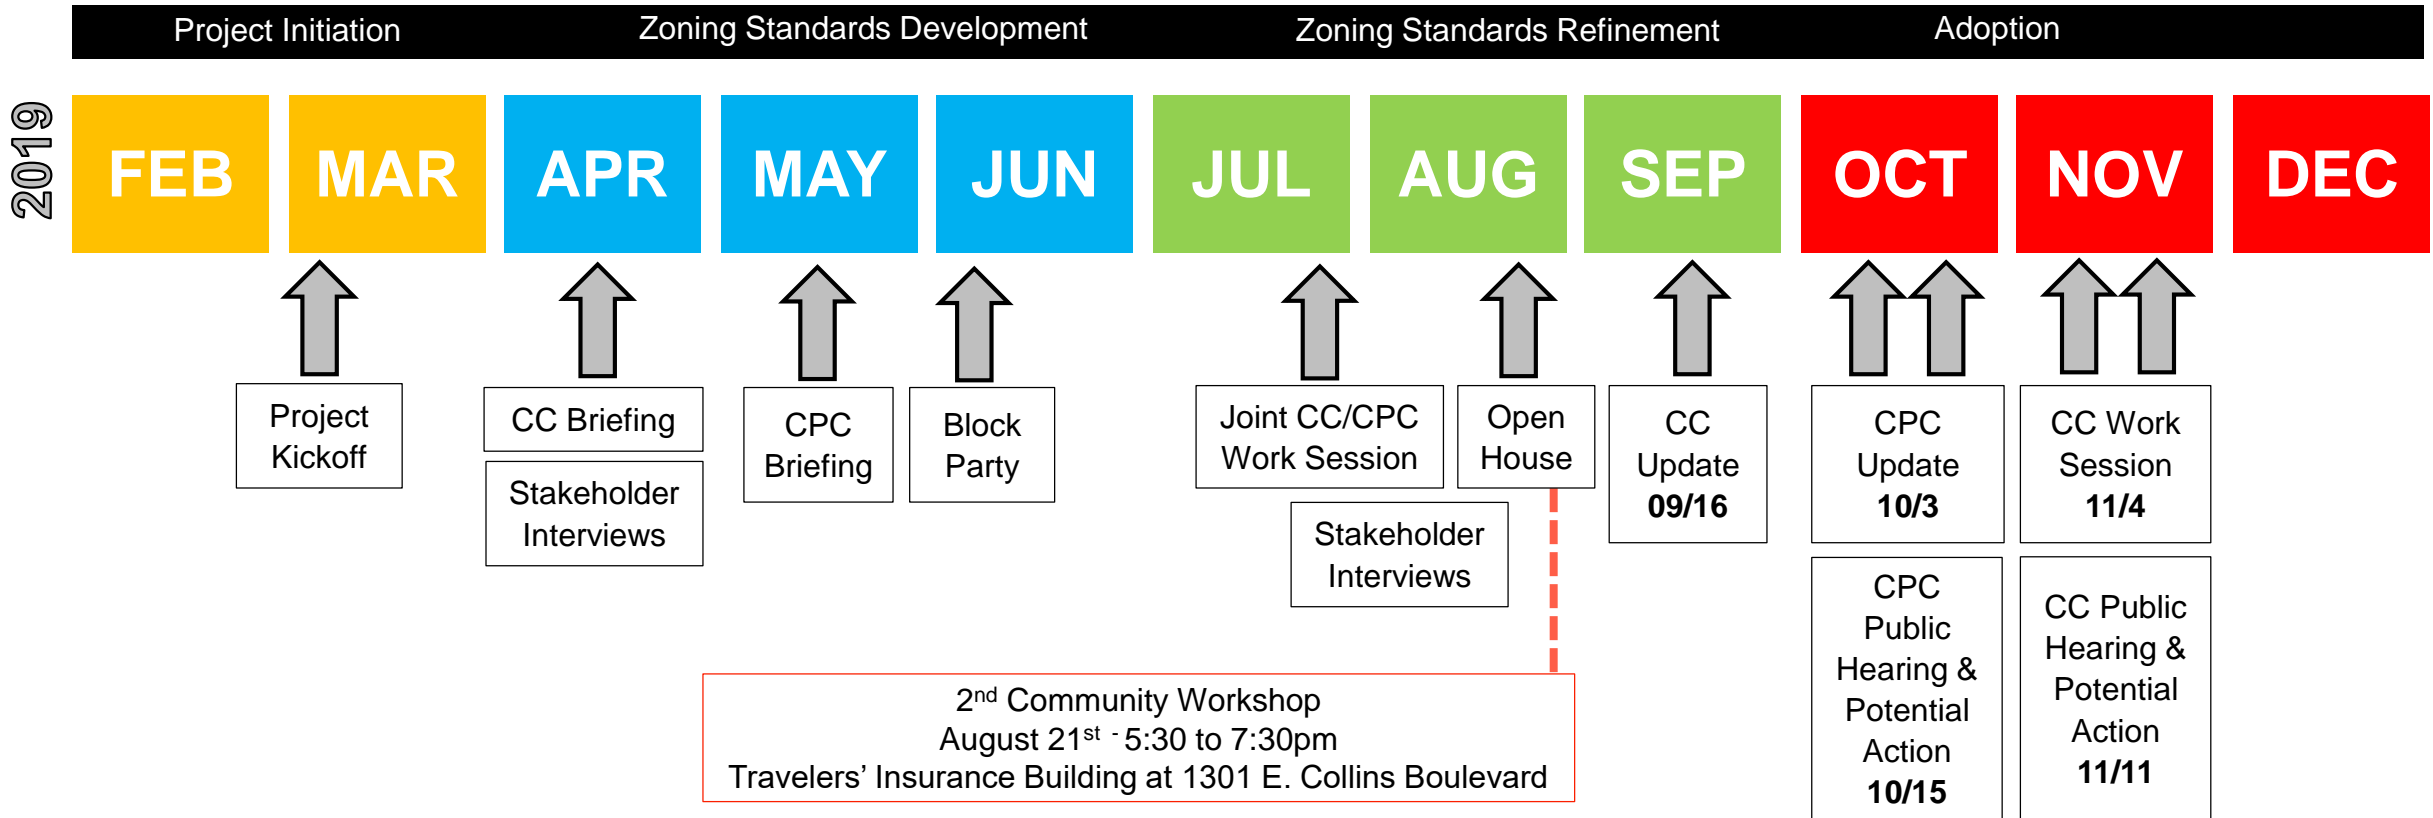 Project Initiation
Zoning Standards Development
Zoning Standards Refinement
Adoption
2019
FEB
MAR
APR
MAY
JUN
JUL
AUG
SEP
OCT
NOV
DEC
Project
Kickoff
CC Briefing
Stakeholder
Interviews
CPC
Briefing
Block
Party
Joint CC/CPC
Work Session
Stakeholder
Interviews
Open
House
CC
Update
09/16
CPC
Update
10/3
CC Work
Session
11/4
CPC
Public
Hearing &
Potential
Action
10/15
CC Public
Hearing &
Potential
Action
11/11
2nd Community Workshop
August 21st - 5:30 to 7:30pm
Travelers’ Insurance Building at 1301 E. Collins Boulevard